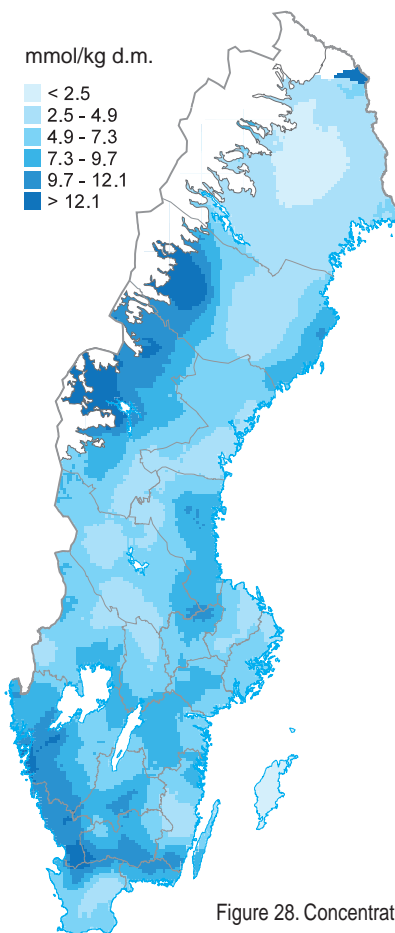 mmol/kg d.m.
< 2.5
2.5 - 4.9
4.9 - 7.3
7.3 - 9.7
9.7 - 12.1
> 12.1
Figure 28. Concentrat